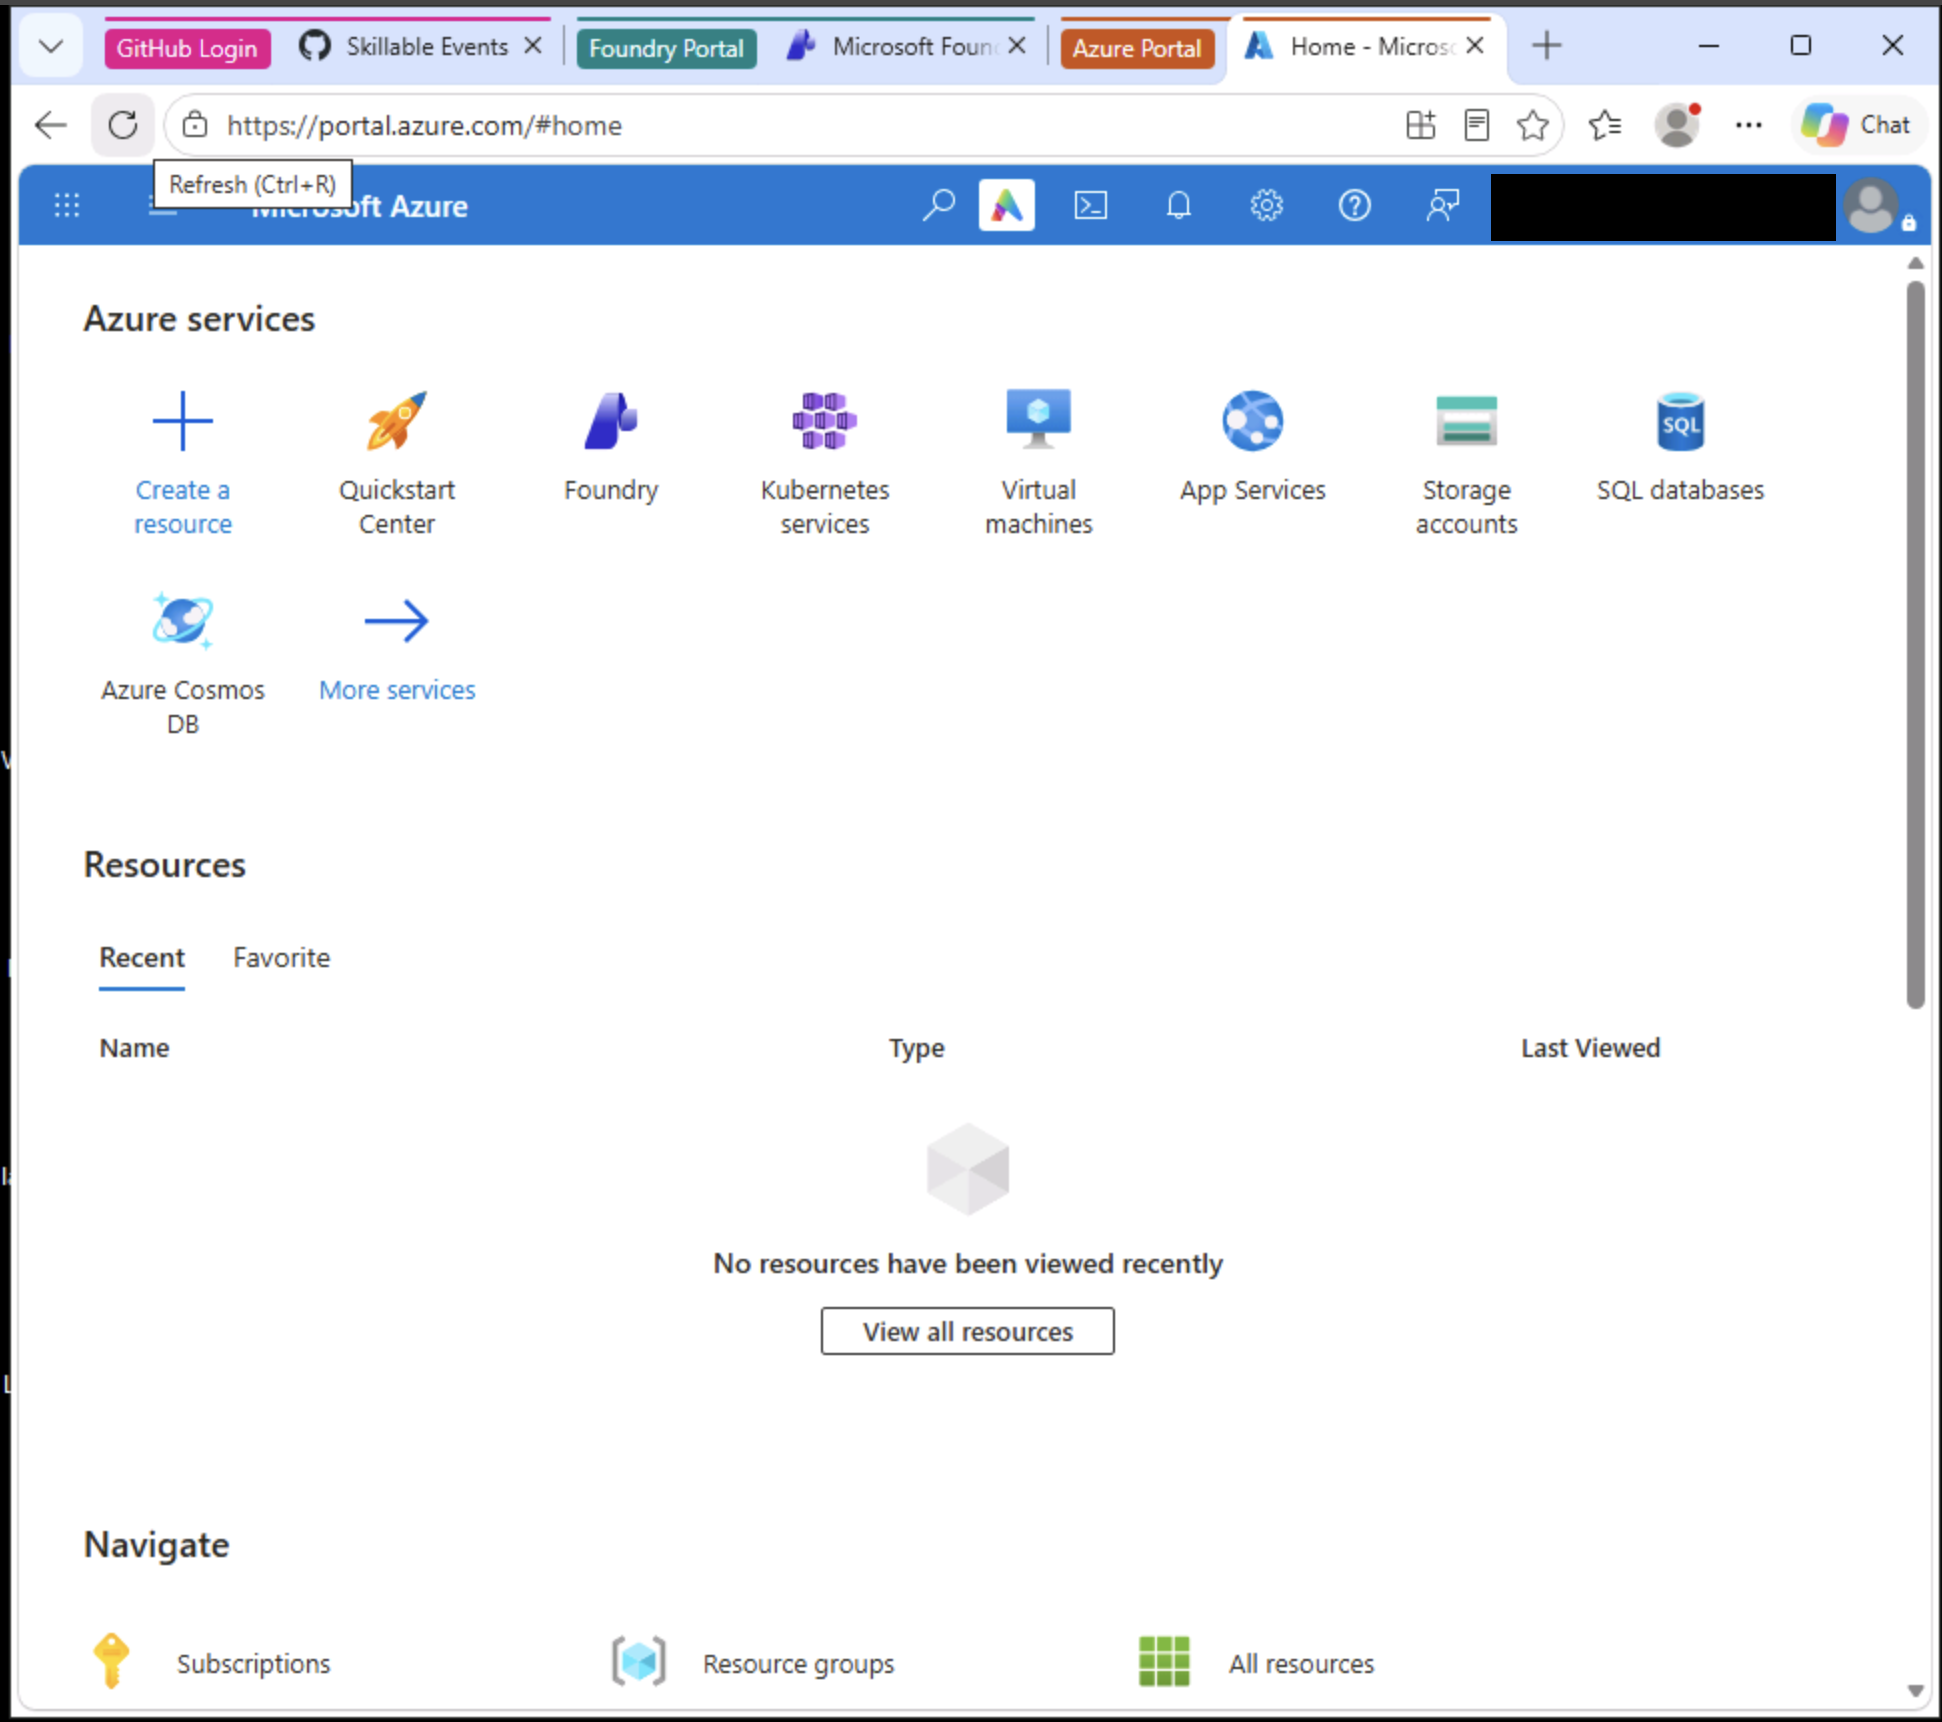 GitHub Login
Skillable Events
Foundry Portal
Microsoft Foun
Azure Portal
Home - Micros
https://portal.azure.com/#home
Chat
Refresh (Ctrl+R)
Microsoft Azure
Azure services
Create a
resource
Quickstart
Center
Foundry
Kubernetes
services
Virtual
machines
App Services
Storage
accounts
SQL
SQL databases
Azure Cosmos
DB
More services
Resources
Recent
Favorite
Name
Type
Last Viewed
No resources have been viewed recently
View all resources
Navigate
Subscriptions
Resource groups
All resources